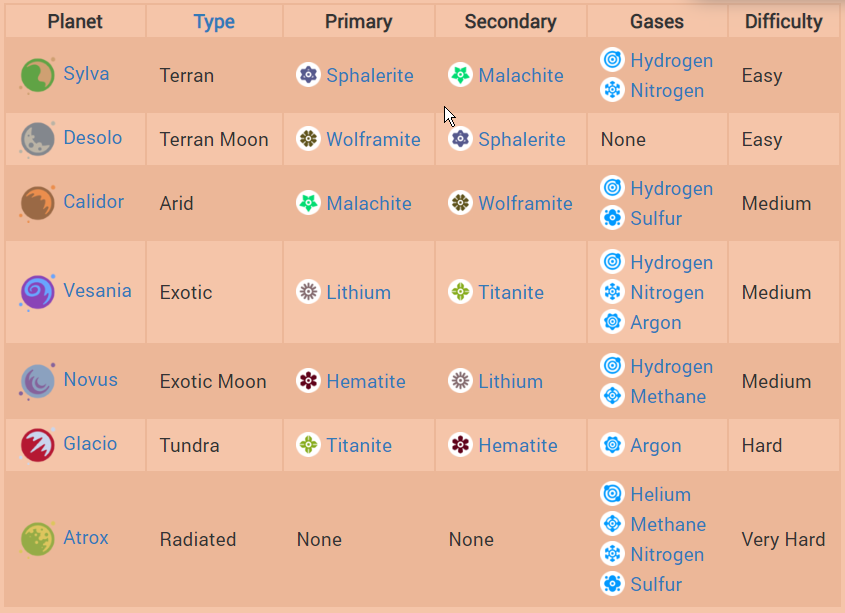 Planet Type Primary Secondary Gases Difficulty
Sylva Terran Sphalerite Malachite Hydrogen Easy
Nitrogen
Desolo Terran Moon Wolframite Sphalerite None Easy
Calidor Arid Malachite Wolframite Hydrogen Medium
Sulfur
Vesania Exotic Lithium Titanite Hydrogen Medium
Nitrogen
Argon
Novus Exotic Moon Hematite Lithium Hydrogen Medium
Methane
Glacio Tundra Titanite Hematite Argon Hard
Atrox Radiated None None Helium Very Hard
Methane
Nitrogen
Sulfur